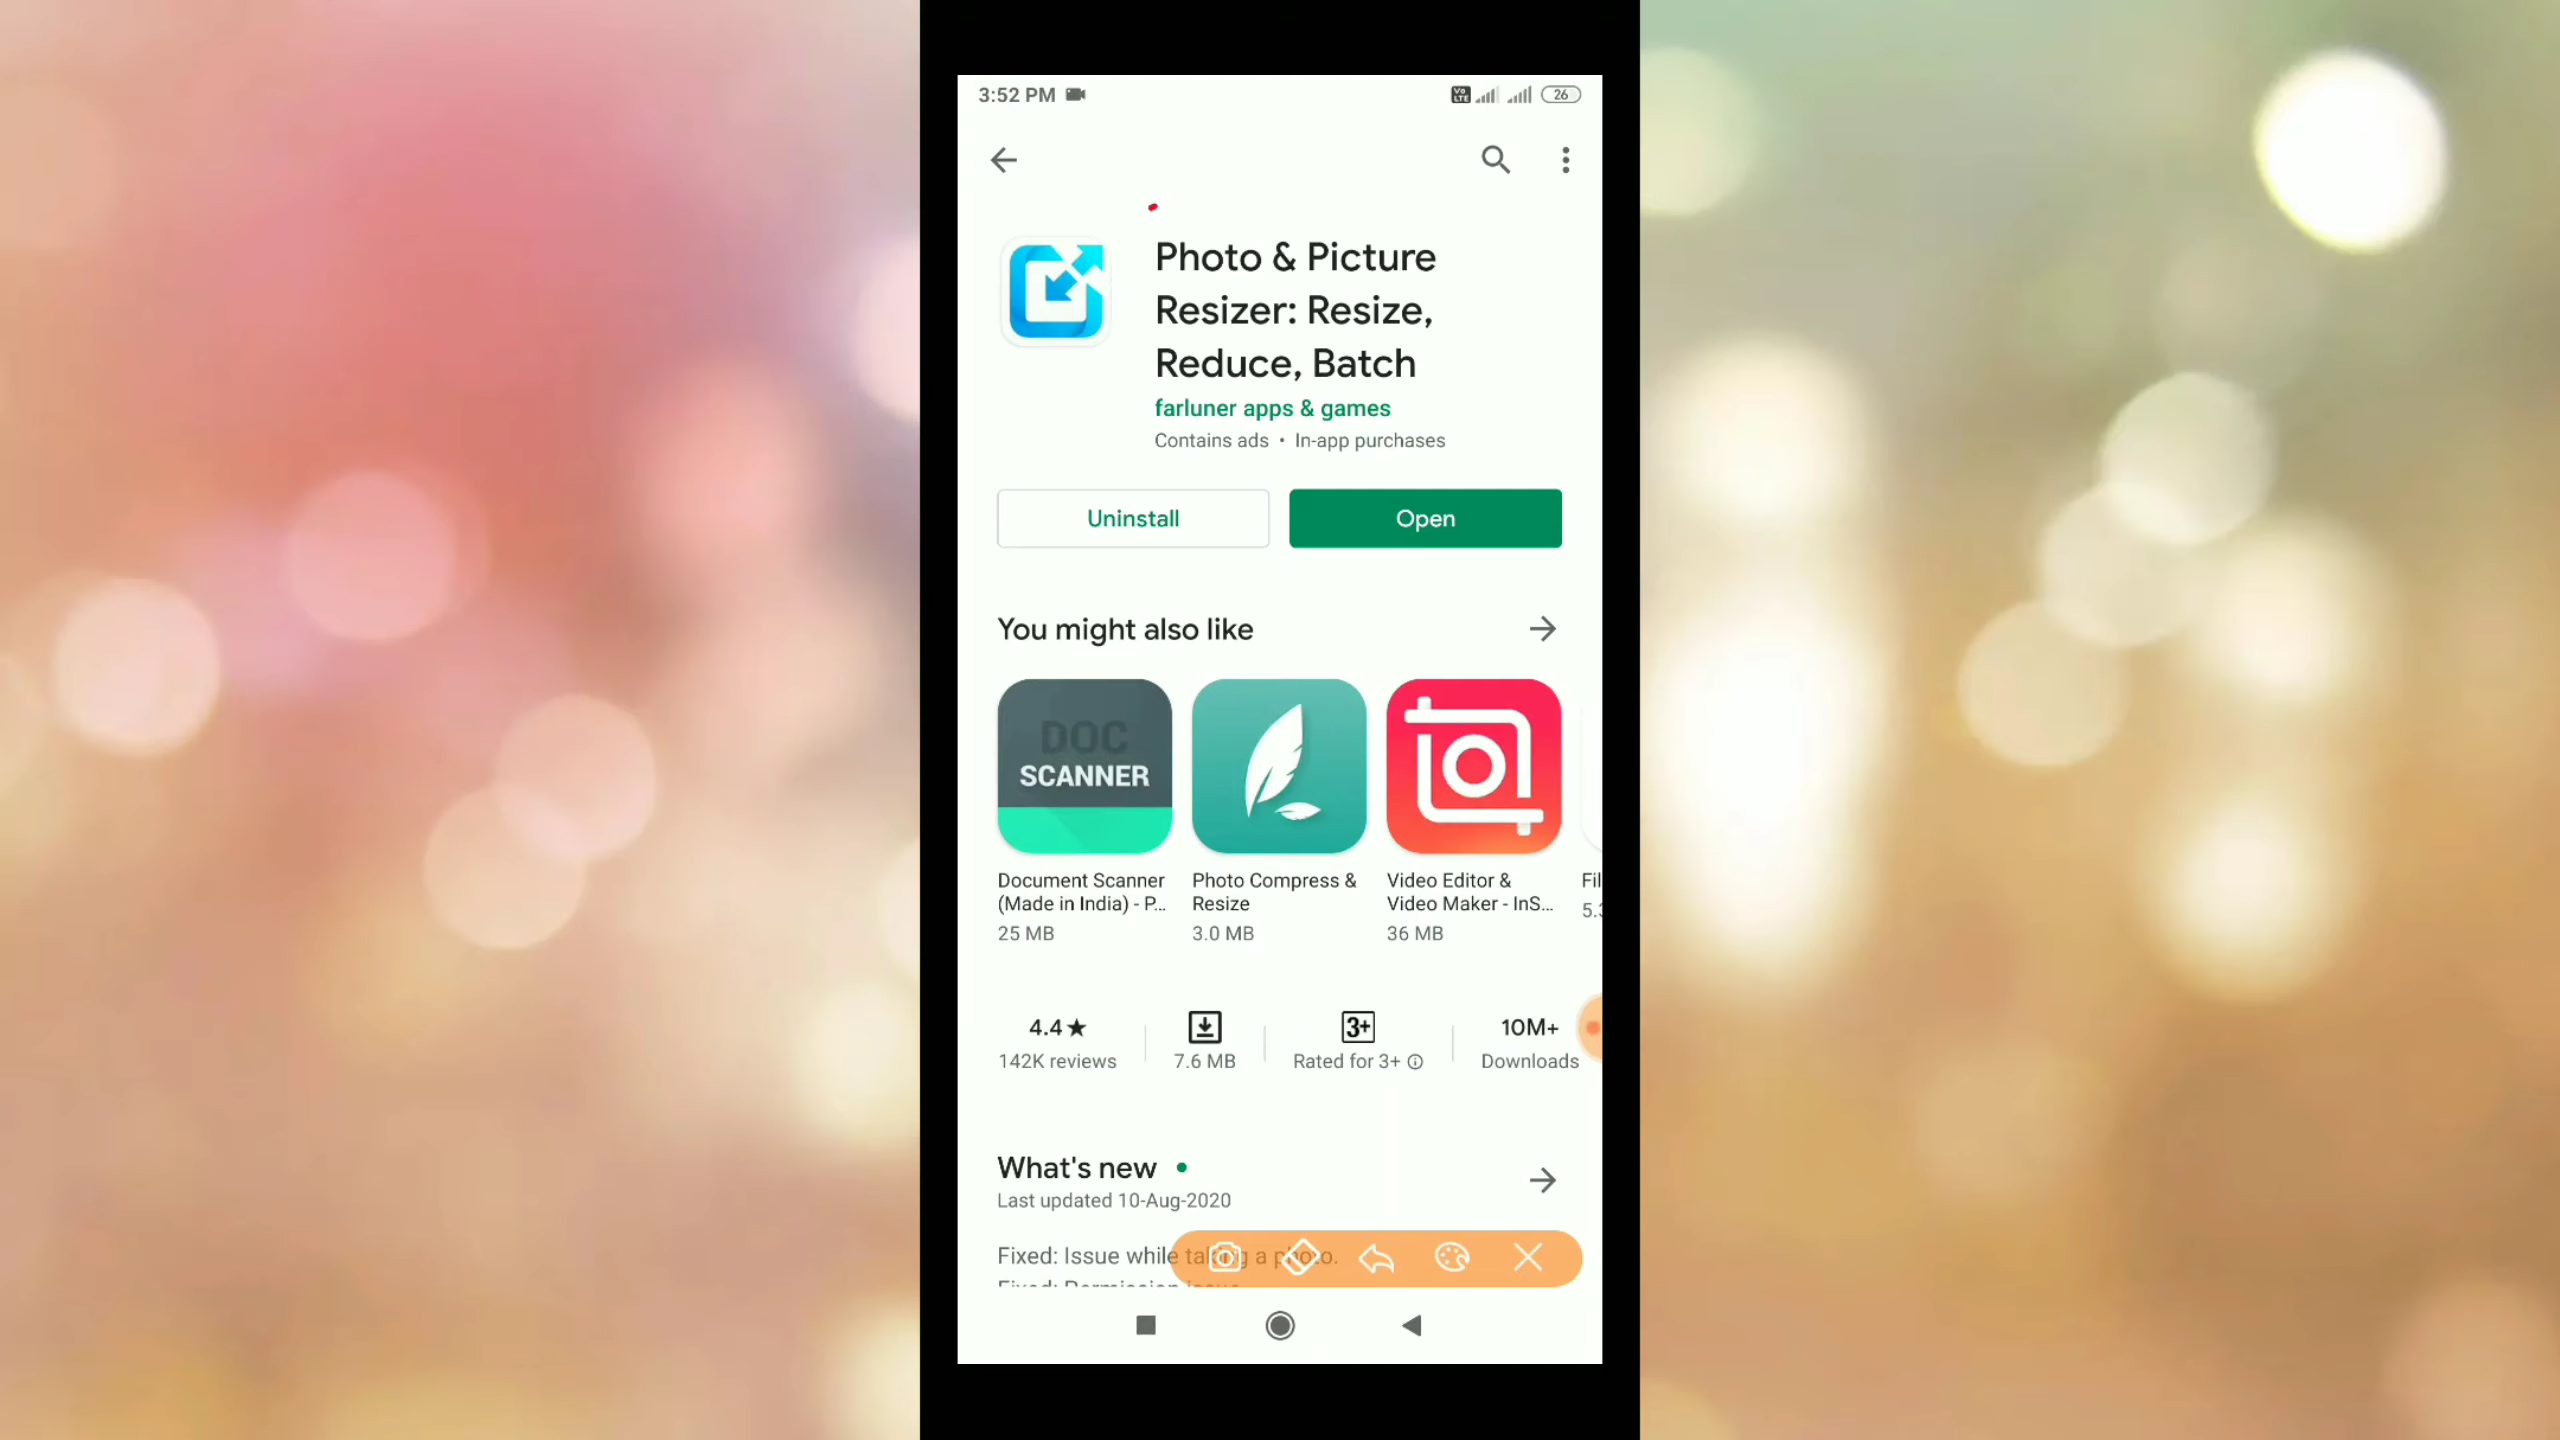 3:52 PM
Vo LTE
26
Photo & Picture
Resizer: Resize,
Reduce, Batch
farluner apps & games
Contains ads • In-app purchases
Uninstall
Open
You might also like
DOC
SCANNER
Document Scanner
(Made in India) - P...
25 MB
Photo Compress &
Resize
3.0 MB
Video Editor &
Video Maker - InS...
36 MB
Fil
5.3
4.4★
142K reviews
7.6 MB
3+
Rated for 3+
10M+
Downloads
What's new
Last updated 10-Aug-2020
Fixed: Issue while taking a photo.
Fixed: Permission issue